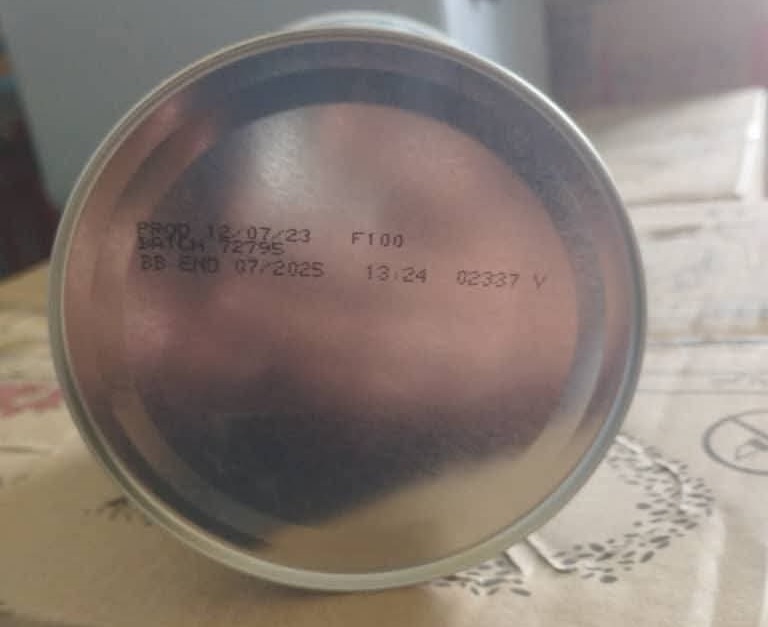 PROD 12/07/23 F100
BATCH 72795
BB END 07/2025 13:24 02337 V